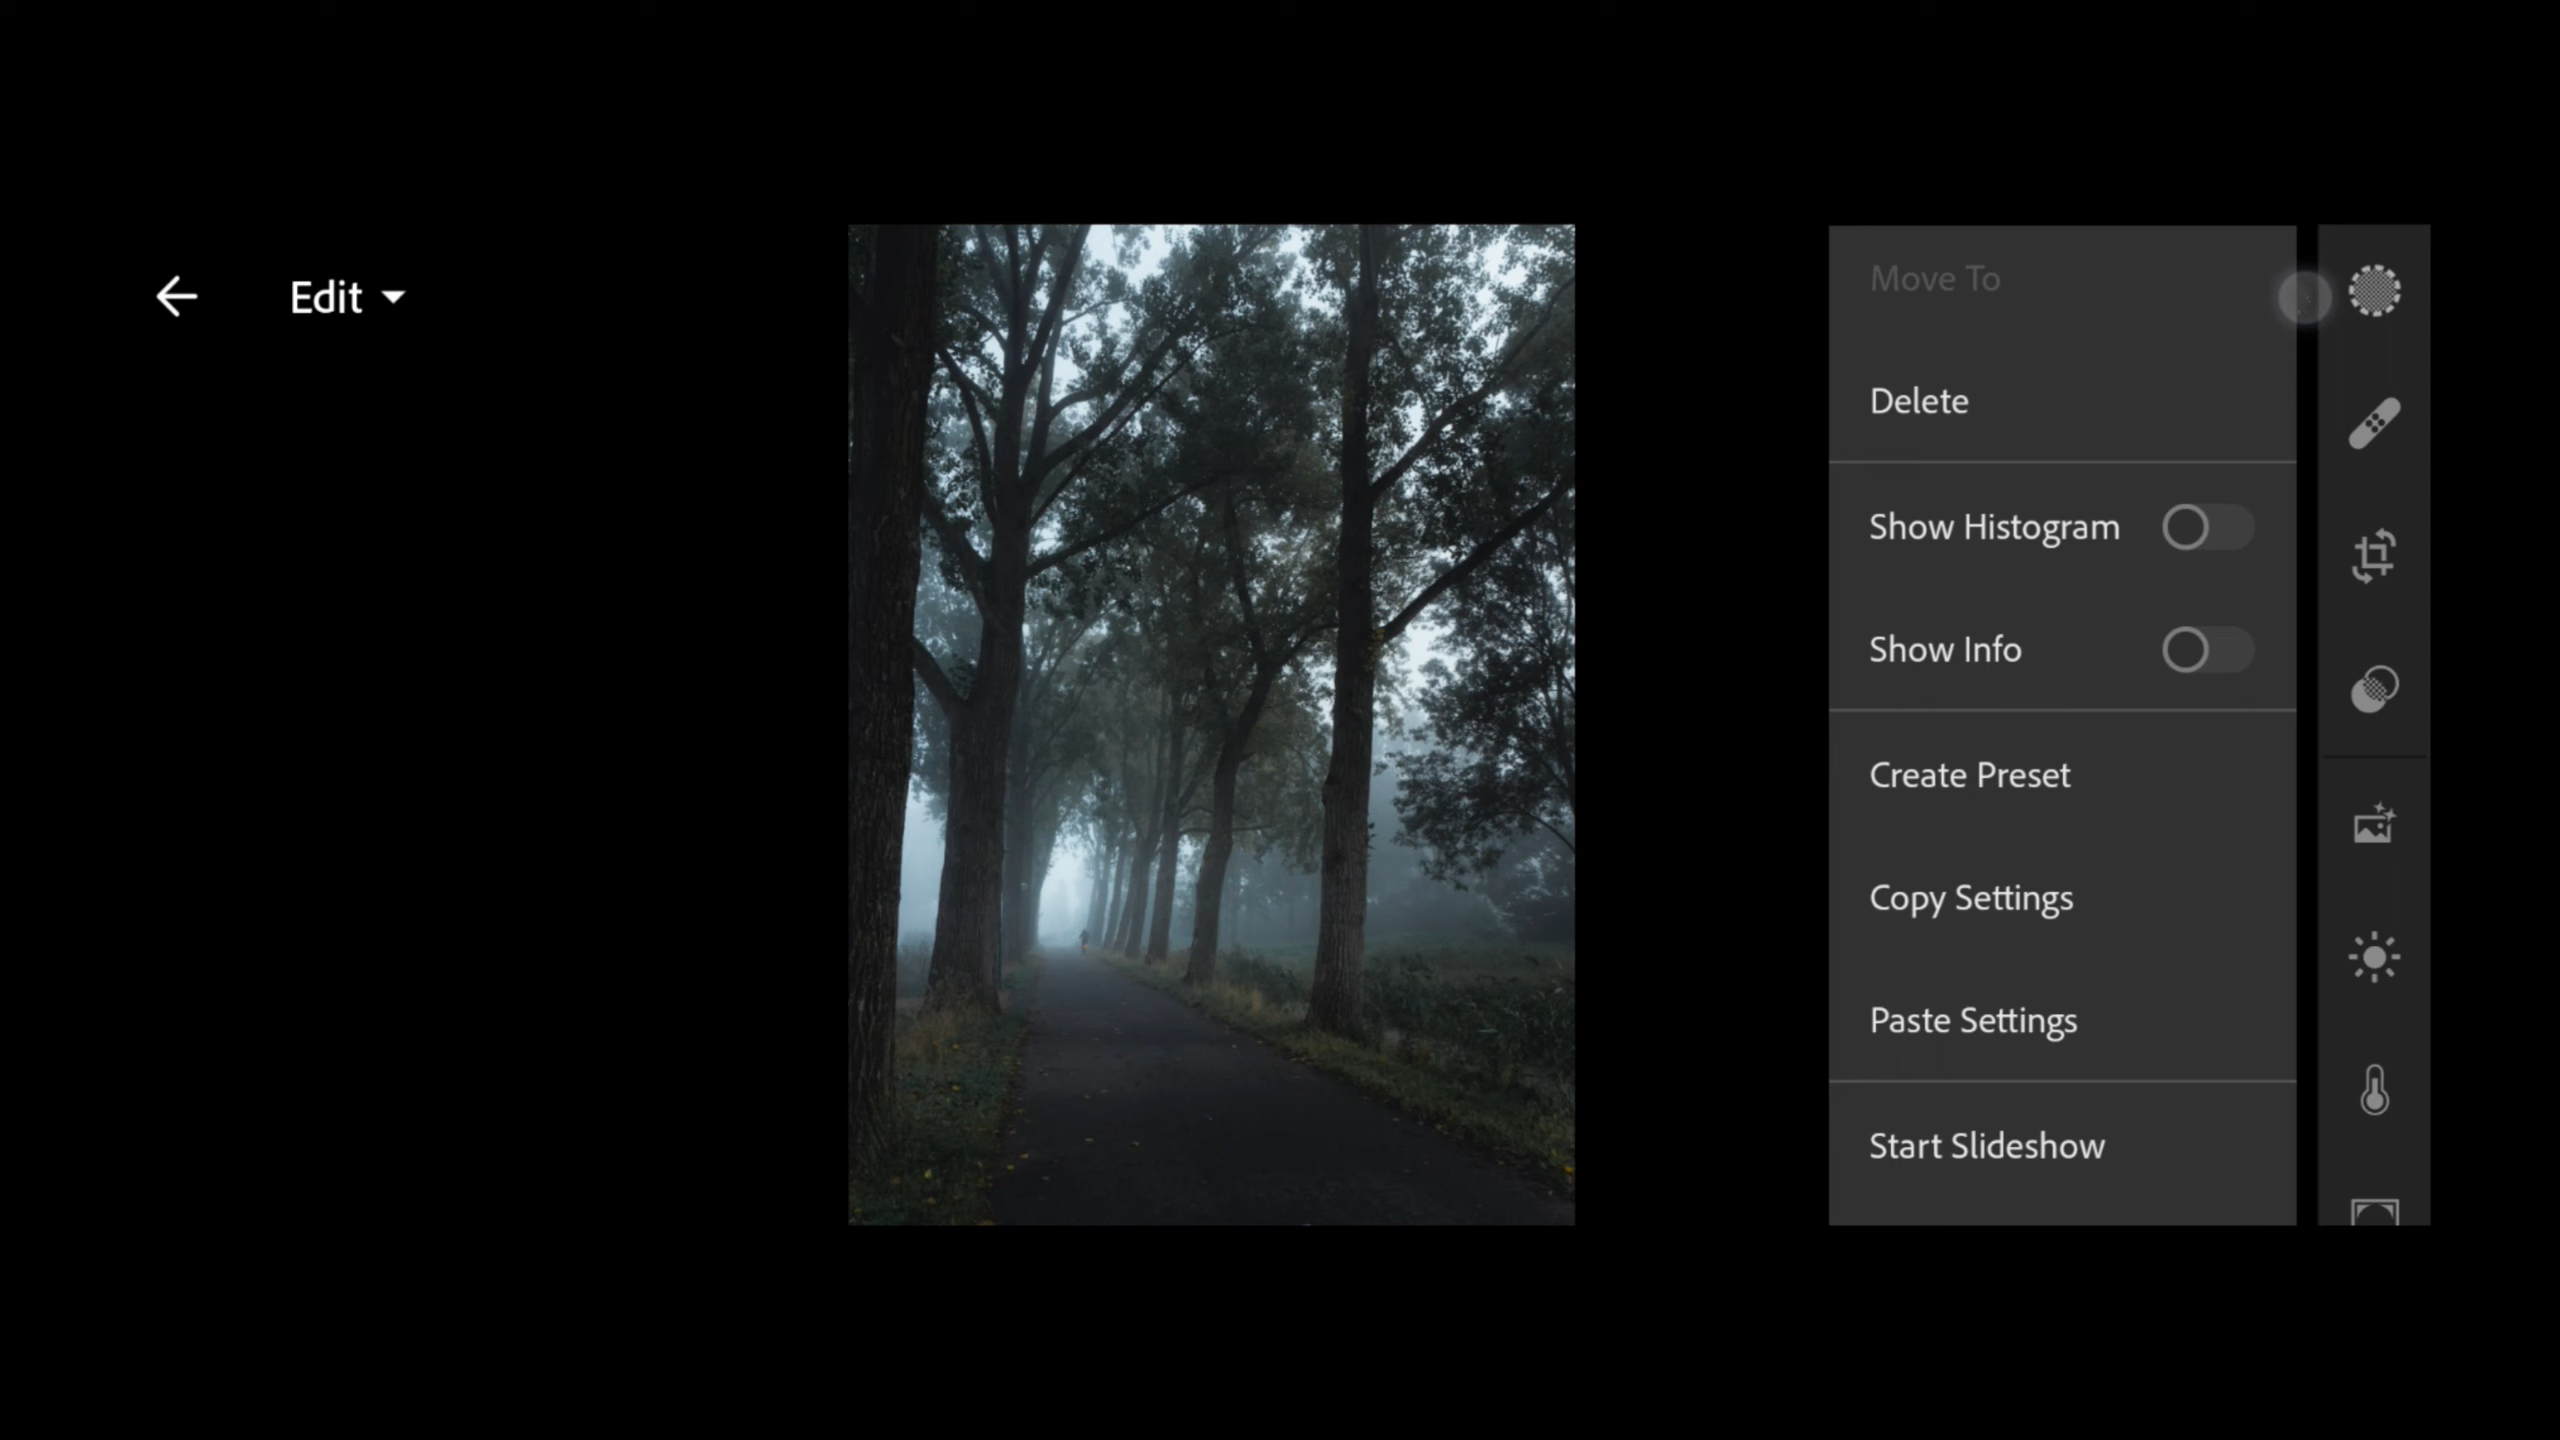 Edit
Move To
Delete
Show Histogram
Show Info
Create Preset
Copy Settings
Paste Settings
Start Slideshow